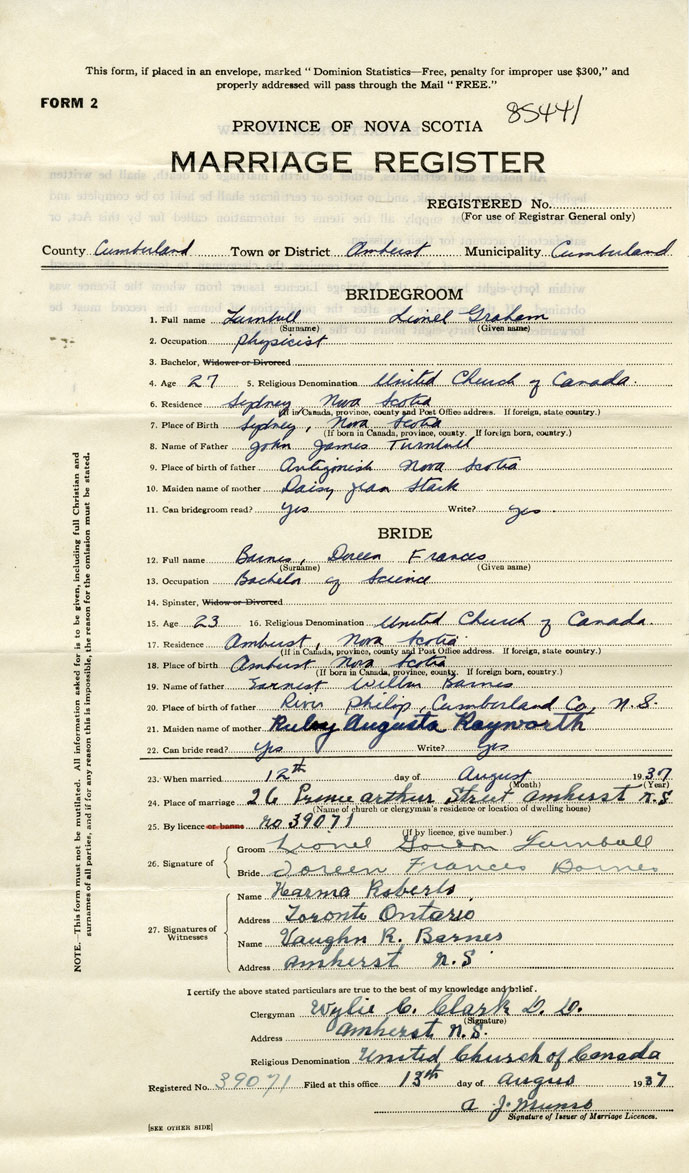 This form, if placed in an envelope, marked "Dominion Statistics—Free, penalty for improper use $300," and
properly addressed will pass through the Mail "FREE."
FORM 2
85441
PROVINCE OF NOVA SCOTIA
MARRIAGE REGISTER
REGISTERED No.
(For use of Registrar General only)
County Cumberland Town or District Amherst Municipality Cumberland
BRIDEGROOM
1. Full name Turnbull Lionel Graham
(Surname) (Given name)
2. Occupation Physicist
3. Bachelor, Widower or Divorced
4. Age 27 5. Religious Denomination United Church of Canada.
6. Residence Sydney Nova Scotia
(If in Canada, province, county and Post Office address. If foreign, state country.)
7. Place of Birth Sydney, Nova Scotia
(If born in Canada, province, county. If foreign born, country.)
8. Name of Father John James Turnbull
9. Place of birth of father Antigonish Nova Scotia
10. Maiden name of mother Daisy Jean Stack
11. Can bridegroom read? yes Write? yes.
BRIDE
12. Full name Barnes, Doreen Frances
(Surname) (Given name)
13. Occupation Bachelor of Science
14. Spinster, Widow or Divorced
15. Age 23 16. Religious Denomination United Church of Canada.
17. Residence Amherst, Nova Scotia
(If in Canada, province, county and Post Office address. If foreign, state country.)
18. Place of birth Amherst Nova Scotia
(If born in Canada, province, county. If foreign born, country.)
19. Name of father Earnest Wilbur Barnes
20. Place of birth of father River Philip, Cumberland Co, N.S.
21. Maiden name of mother Ruby Augusta Rayworth
22. Can bride read? yes Write? yes
23. When married 12th day of August 1937
(Month) (Year)
24. Place of marriage 26 Prince Arthur Street Amherst N.S
(Name of church or clergyman's residence or location of dwelling house)
25. By licence or banns no 39071
(If by licence, give number.)
26. Signature of
Groom Lionel Turnbull
Bride Doreen Frances Barnes
27. Signatures of Witnesses
Name Karma Roberts,
Address Toronto Ontario
Name Vaughn R. Barnes
Address Amherst N.S
NOTE.—This form must not be mutilated. All information asked for is to be given, including full Christian and
surnames of all parties, and if for any reason this is impossible, the reason for the omission must be stated.
I certify the above stated particulars are true to the best of my knowledge and belief.
Clergyman Wylie C. Clark D. D.
(Signature)
Address Amherst N.S.
Religious Denomination United Church of Canada
Registered No. 39071 Filed at this office 13th day of Augus 1937
A. J. Munro
Signature of Issuer of Marriage Licences.
[SEE OTHER SIDE]